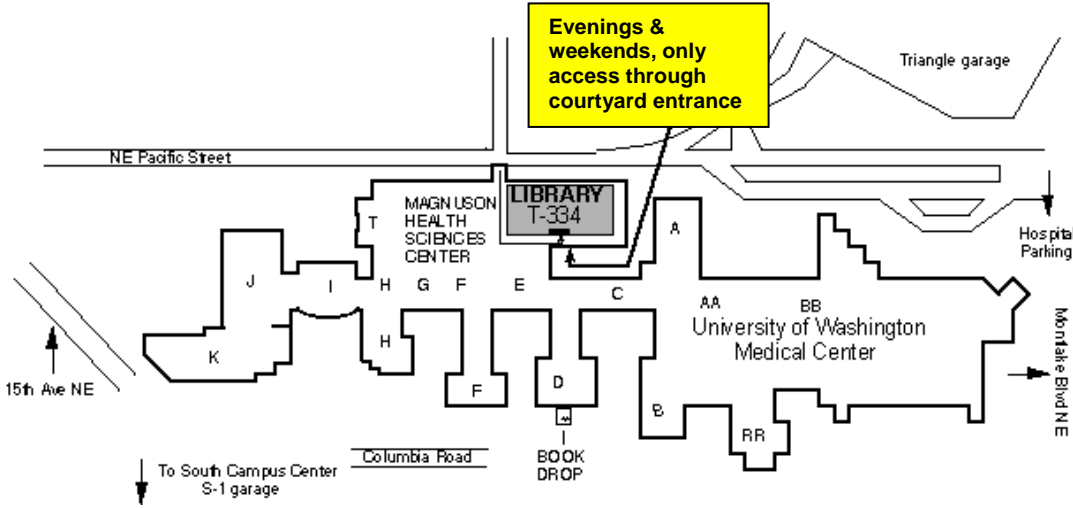 Evenings &
weekends, only
access through
courtyard entrance
Triangle garage
NE Pacific Street
LIBRARY
T-334
MAGNUSON
HEALTH
SCIENCES
CENTER
T
A
Hospital
Parking
J
I
H
G
F
E
C
AA
BB
University of Washington
Medical Center
K
H
F
D
B
RR
15th Ave NE
Montlake Blvd NE
BOOK
DROP
Columbia Road
To South Campus Center
S-1 garage